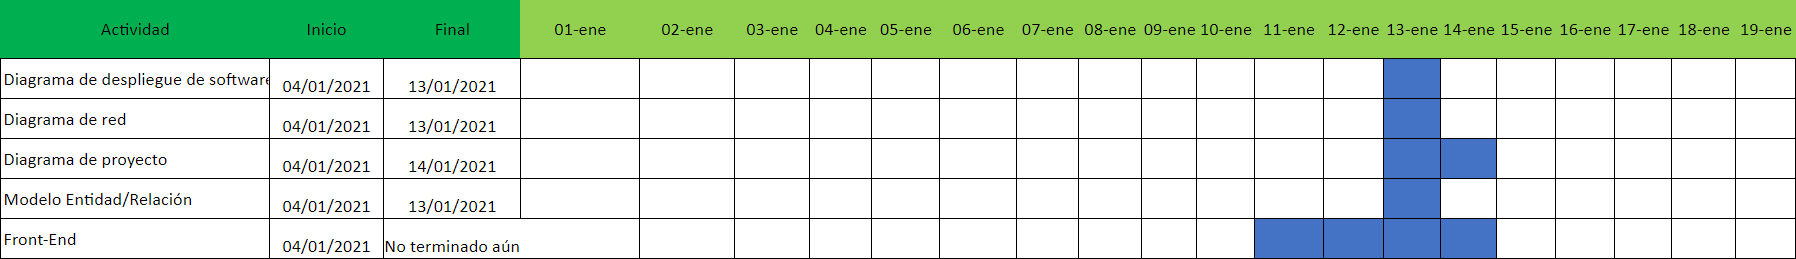 Actividad Inicio Final 01-ene 02-ene 03-ene 04-ene 05-ene 06-ene 07-ene 08-ene 09-ene 10-ene 11-ene 12-ene 13-ene 14-ene 15-ene 16-ene 17-ene 18-ene 19-ene
Diagrama de despliegue de software 04/01/2021 13/01/2021
Diagrama de red 04/01/2021 13/01/2021
Diagrama de proyecto 04/01/2021 14/01/2021
Modelo Entidad/Relación 04/01/2021 13/01/2021
Front-End 04/01/2021 No terminado aún